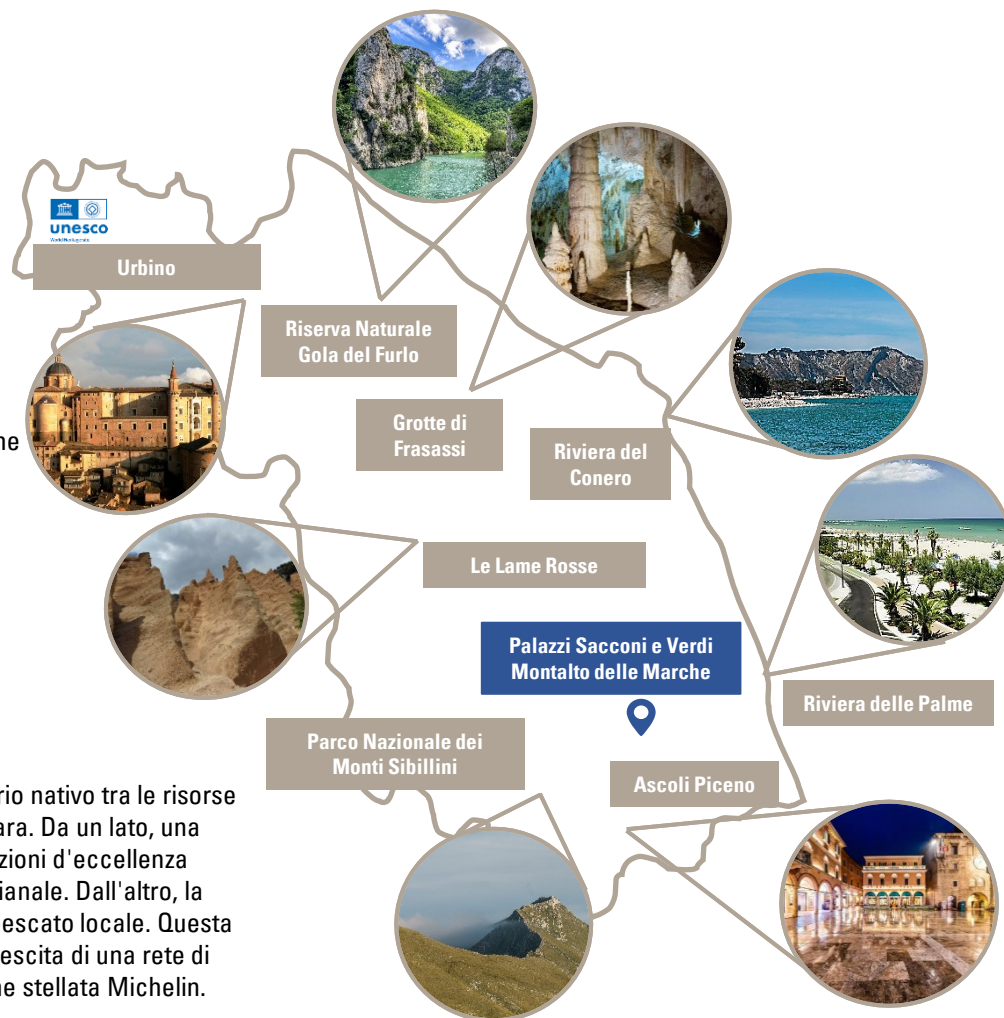 unesco
World Heritage Site
Urbino
Riserva Naturale
Gola del Furlo
Grotte di
Frasassi
Riviera del
Conero
ne
Le Lame Rosse
Palazzi Sacconi e Verdi
Montalto delle Marche
Riviera delle Palme
Parco Nazionale dei
Monti Sibillini
Ascoli Piceno
rio nativo tra le risorse
ara. Da un lato, una
zioni d'eccellenza
ianale. Dall'altro, la
escato locale. Questa
escita di una rete di
ne stellata Michelin.